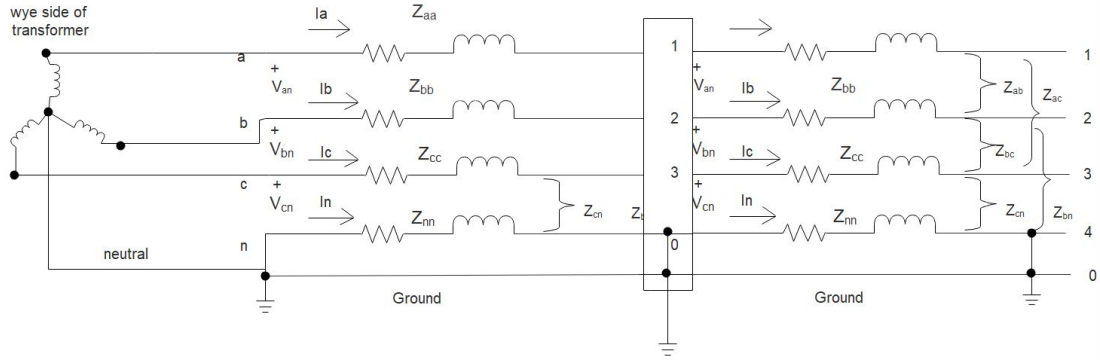 wye side of
transformer
Ia
Zaa
a
1
1
+
Van
Ib
Zbb
+
Van
Ib
Zbb
Zab
Zac
b
2
2
+
Vbn
Ic
Zcc
+
Vbn
Ic
Zcc
Zbc
c
3
3
+
Vcn
In
Znn
Zcn
+
Vcn
In
Znn
Zcn
Zbn
n
0
4
neutral
0
Ground
Ground